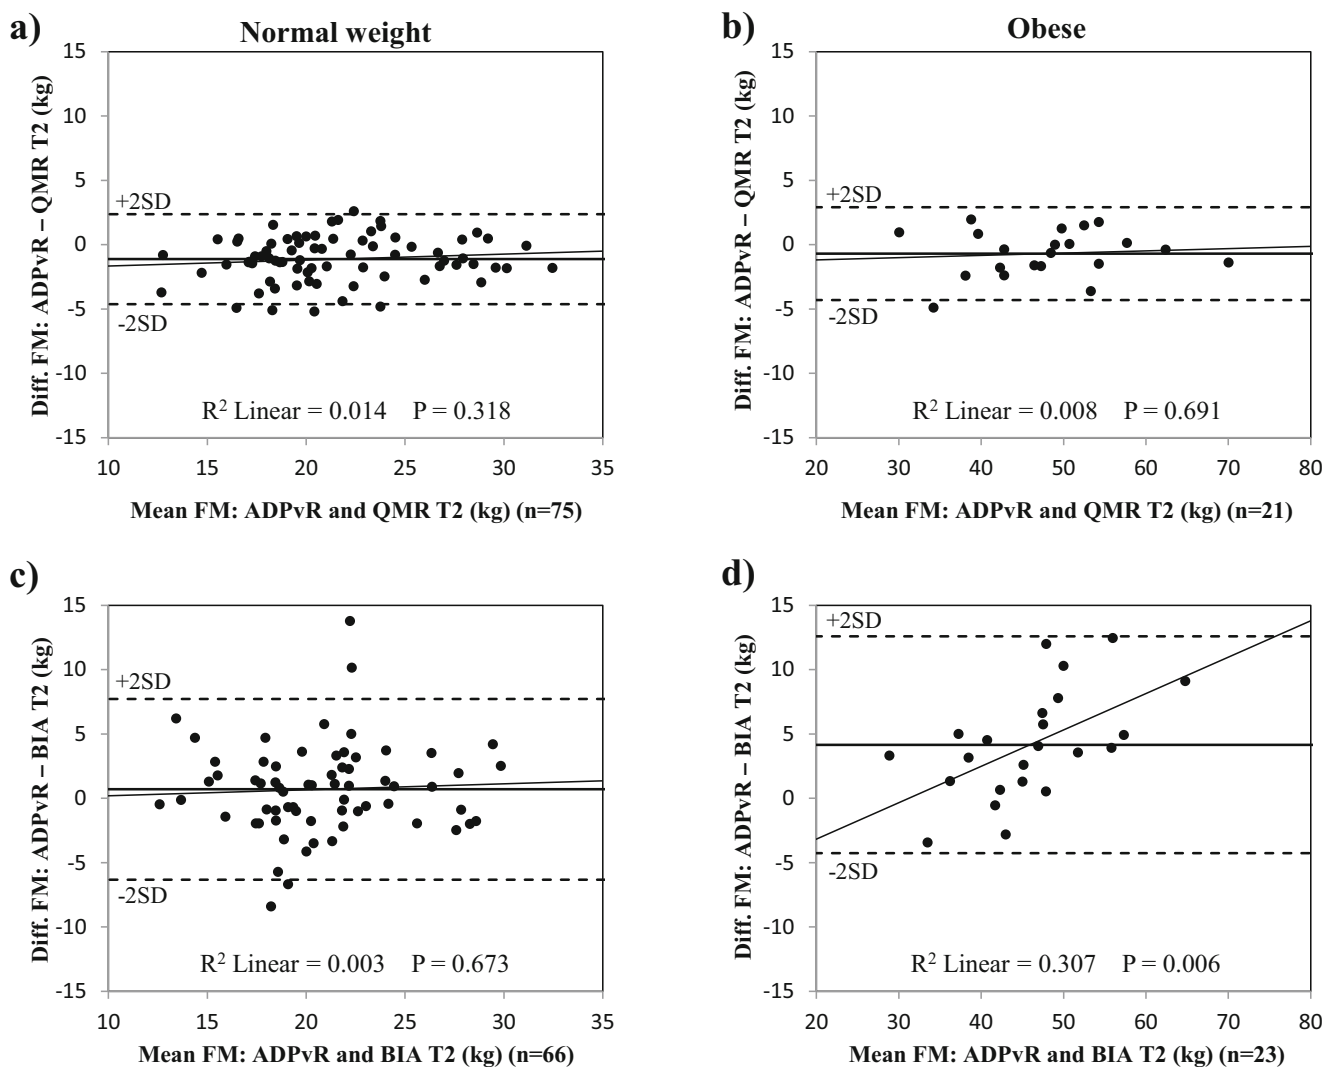 a)
Normal weight
Diff. FM: ADPvR – QMR T2 (kg)
15
10
5
0
-5
-10
-15
+2SD
-2SD
R² Linear = 0.014 P = 0.318
10 15 20 25 30 35
Mean FM: ADPvR and QMR T2 (kg) (n=75)
b)
Obese
Diff. FM: ADPvR – QMR T2 (kg)
15
10
5
0
-5
-10
-15
+2SD
-2SD
R² Linear = 0.008 P = 0.691
20 30 40 50 60 70 80
Mean FM: ADPvR and QMR T2 (kg) (n=21)
c)
Diff. FM: ADPvR – BIA T2 (kg)
15
10
5
0
-5
-10
-15
+2SD
-2SD
R² Linear = 0.003 P = 0.673
10 15 20 25 30 35
Mean FM: ADPvR and BIA T2 (kg) (n=66)
d)
Diff. FM: ADPvR – BIA T2 (kg)
15
10
5
0
-5
-10
-15
+2SD
-2SD
R² Linear = 0.307 P = 0.006
20 30 40 50 60 70 80
Mean FM: ADPvR and BIA T2 (kg) (n=23)